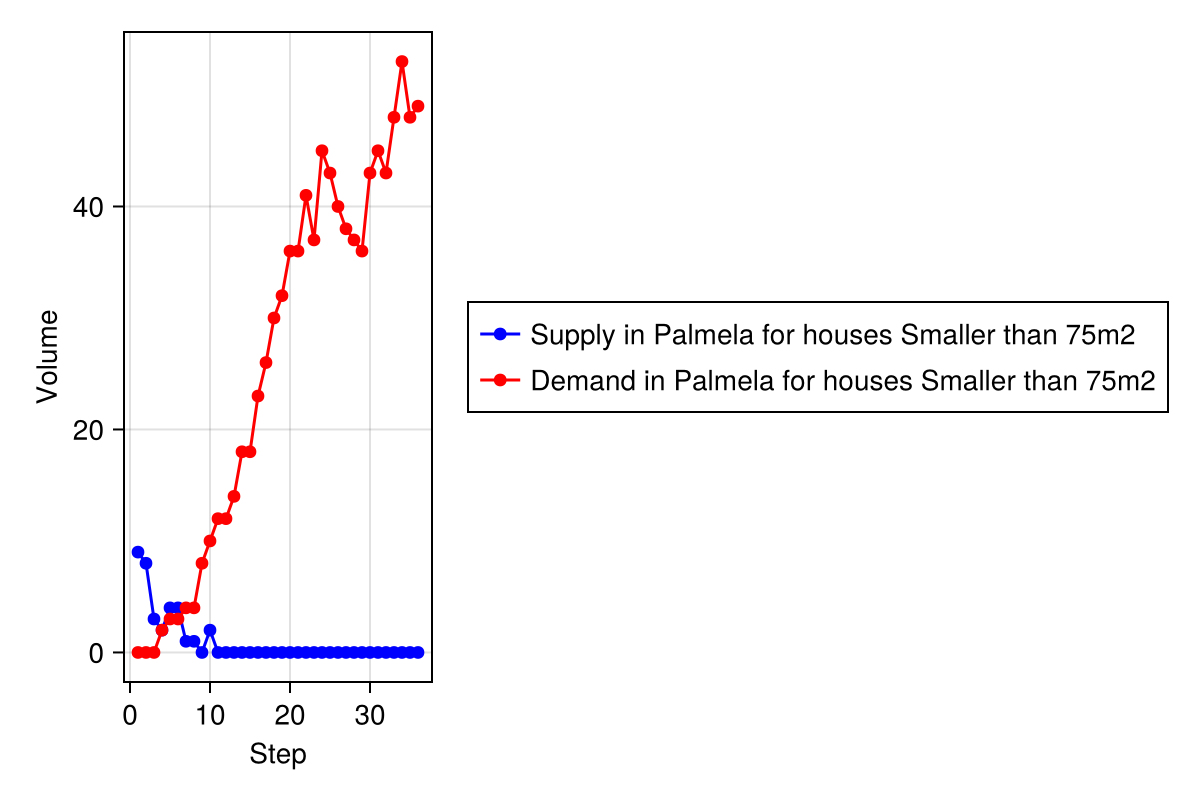 Volume
40
20
0
0 10 20 30
Step
Supply in Palmela for houses Smaller than 75m2
Demand in Palmela for houses Smaller than 75m2